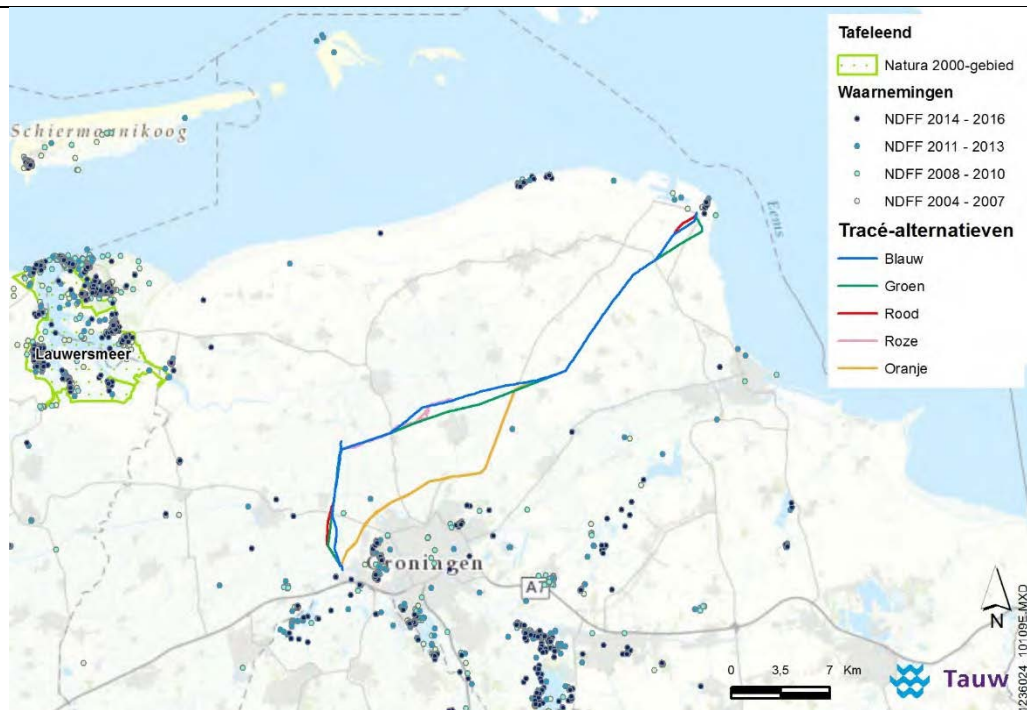 Tafeleend
Natura 2000-gebied
Waarnemingen
NDFF 2014 - 2016
NDFF 2011 - 2013
NDFF 2008 - 2010
NDFF 2004 - 2007
Tracé-alternatieven
Blauw
Groen
Rood
Roze
Oranje
Schiermonnikoog
Eems
Lauwersmeer
Groningen
A7
N
0 3,5 7 Km
Tauw
1236024_101095.MXD